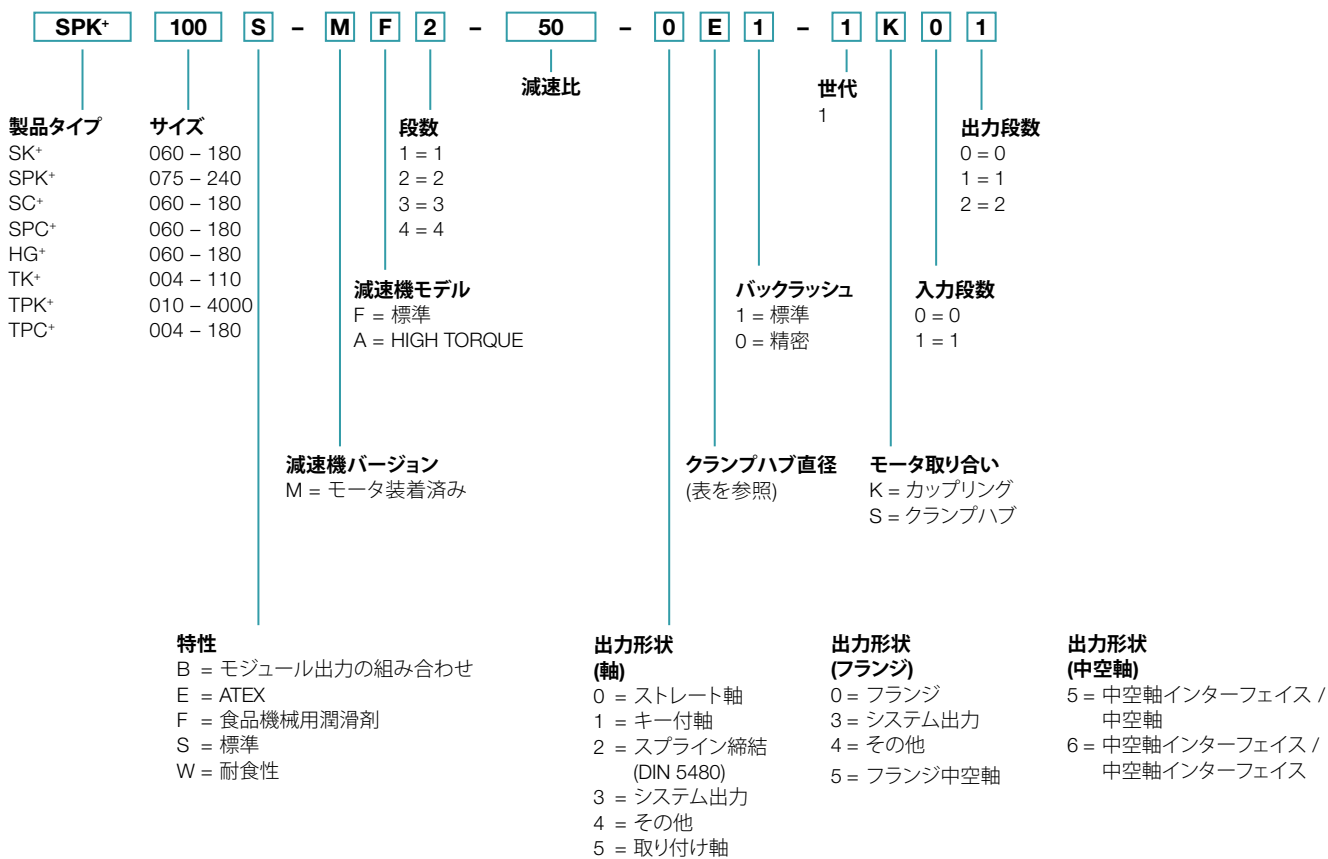 SPK+ 100 S – M F 2 – 50 – 0 E 1 – 1 K 0 1
減速比
世代
1
製品タイプ
SK+
SPK+
SC+
SPC+
HG+
TK+
TPK+
TPC+
サイズ
060 – 180
075 – 240
060 – 180
060 – 180
060 – 180
004 – 110
010 – 4000
004 – 180
段数
1 = 1
2 = 2
3 = 3
4 = 4
出力段数
0 = 0
1 = 1
2 = 2
減速機モデル
F = 標準
A = HIGH TORQUE
バックラッシュ
1 = 標準
0 = 精密
入力段数
0 = 0
1 = 1
減速機バージョン
M = モータ装着済み
クランプハブ直径
(表を参照)
モータ取り合い
K = カップリング
S = クランプハブ
特性
B = モジュール出力の組み合わせ
E = ATEX
F = 食品機械用潤滑剤
S = 標準
W = 耐食性
出力形状
(軸)
0 = ストレート軸
1 = キー付軸
2 = スプライン締結
(DIN 5480)
3 = システム出力
4 = その他
5 = 取り付け軸
出力形状
(フランジ)
0 = フランジ
3 = システム出力
4 = その他
5 = フランジ中空軸
出力形状
(中空軸)
5 = 中空軸インターフェイス /
中空軸
6 = 中空軸インターフェイス /
中空軸インターフェイス